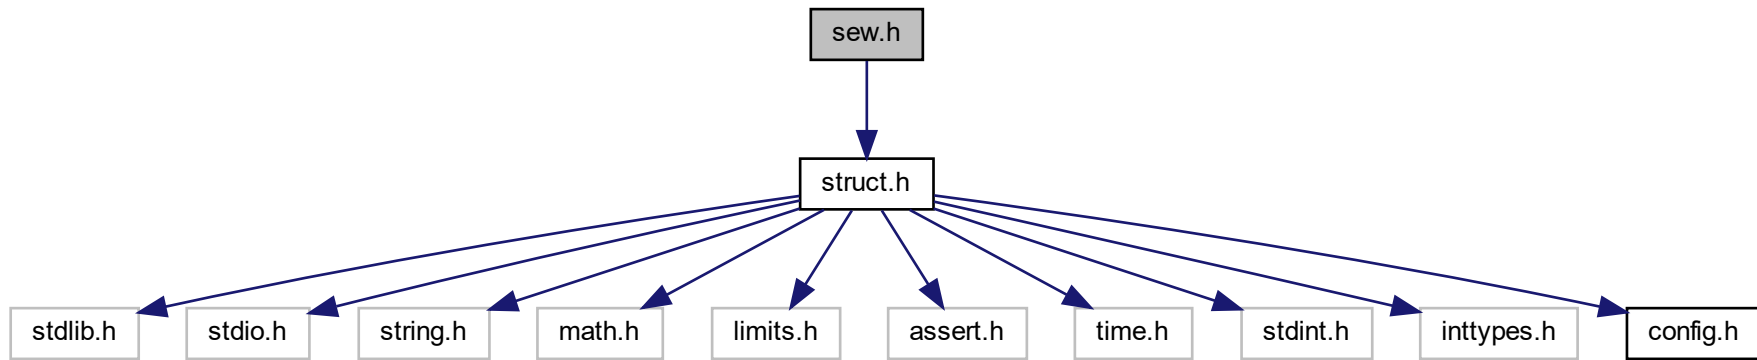 sew.h
struct.h
stdlib.h
stdio.h
string.h
math.h
limits.h
assert.h
time.h
stdint.h
inttypes.h
config.h